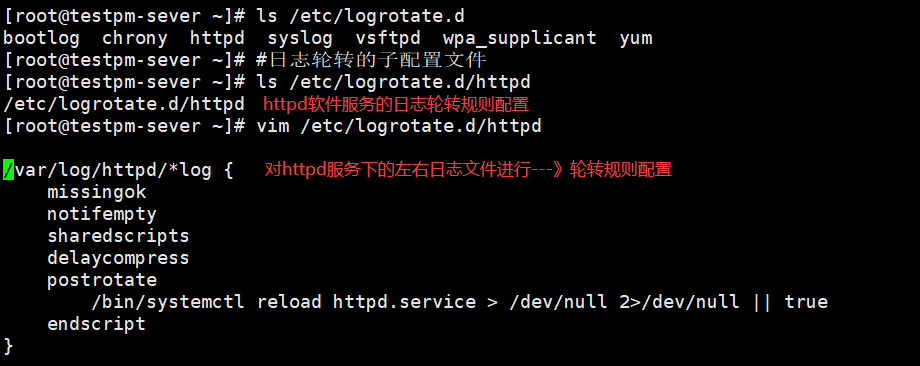 [root@testpm-sever ~]# ls /etc/logrotate.d
bootlog  chrony  httpd  syslog  vsftpd  wpa_supplicant  yum
[root@testpm-sever ~]# #日志轮转的子配置文件
[root@testpm-sever ~]# ls /etc/logrotate.d/httpd
/etc/logrotate.d/httpd  httpd软件服务的日志轮转规则配置
[root@testpm-sever ~]# vim /etc/logrotate.d/httpd
/var/log/httpd/*log {  对httpd服务下的左右日志文件进行---》轮转规则配置
    missingok
    notifempty
    sharedscripts
    delaycompress
    postrotate
        /bin/systemctl reload httpd.service > /dev/null 2>/dev/null || true
    endscript
}